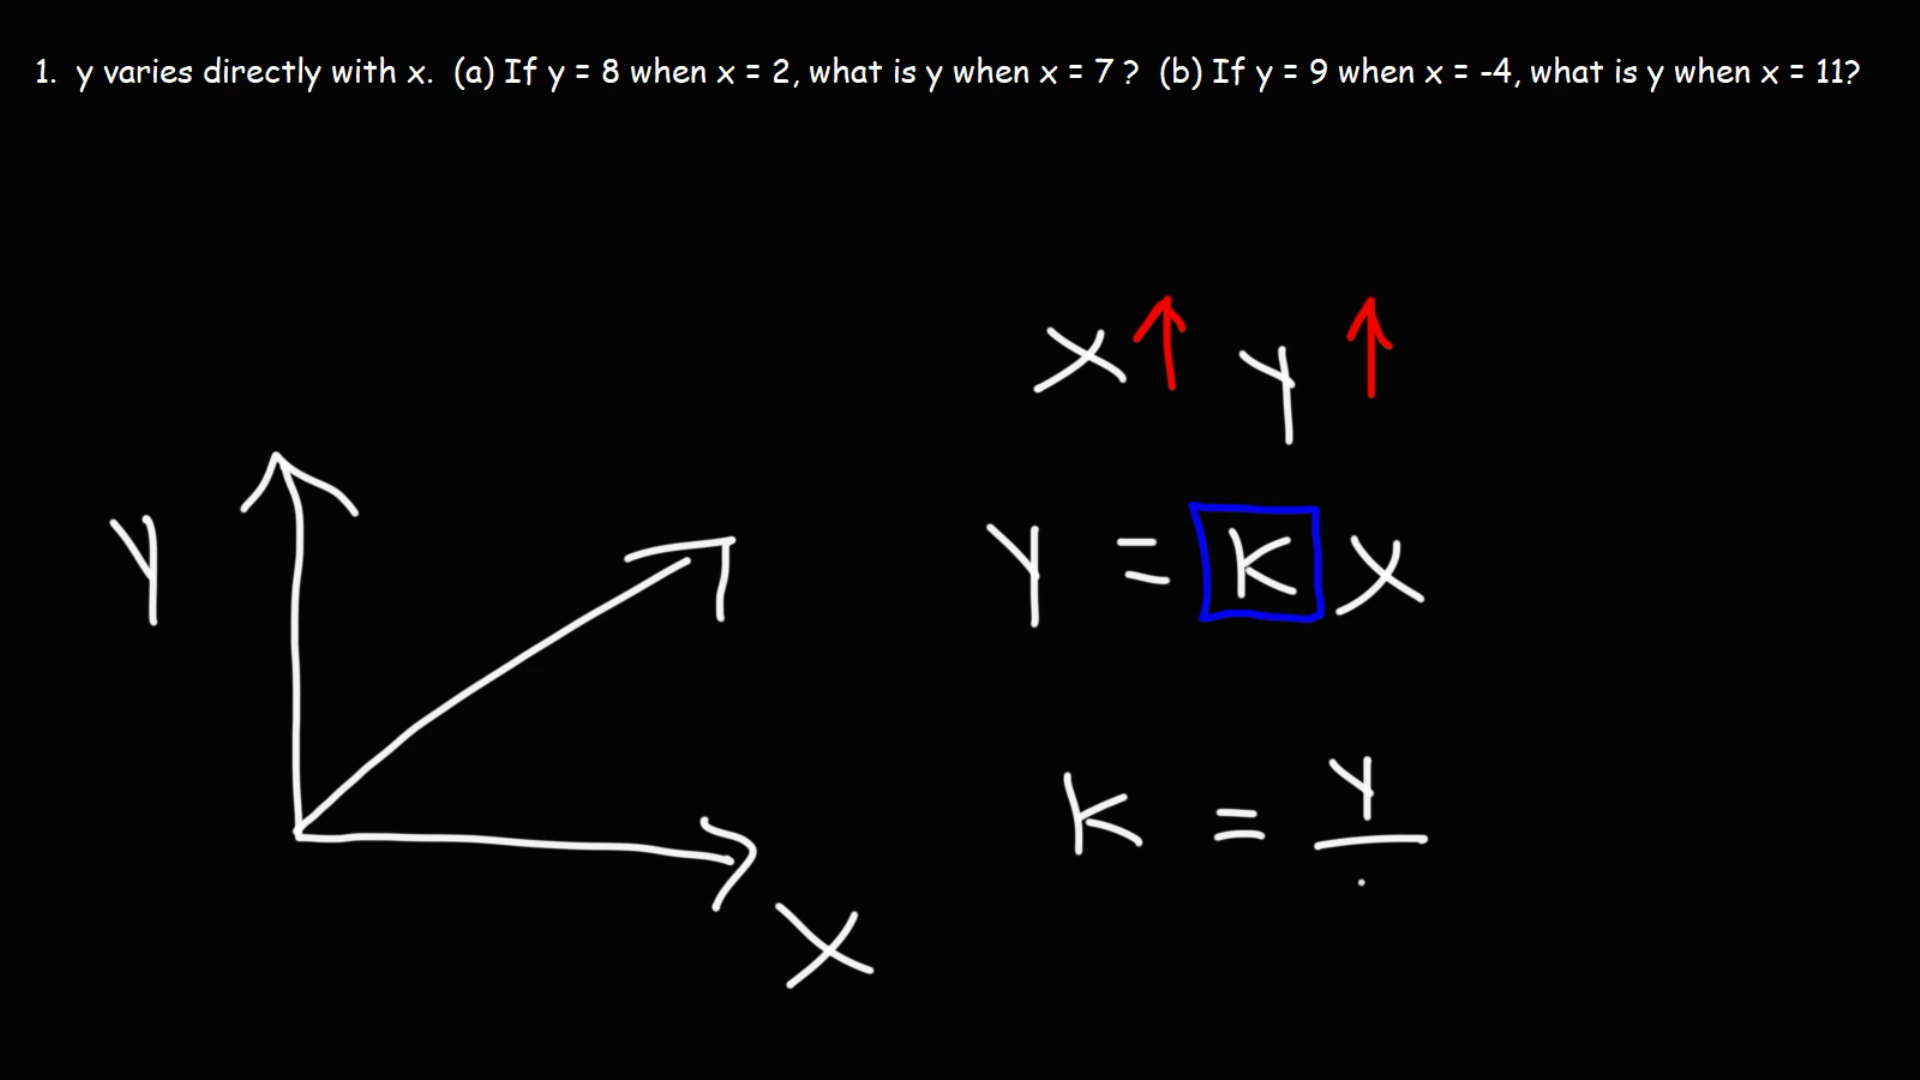 1. y varies directly with x. (a) If y = 8 when x = 2, what is y when x = 7 ? (b) If y = 9 when x = -4, what is y when x = 11?
x↑ y↑
y
y = K x
K = y/
x